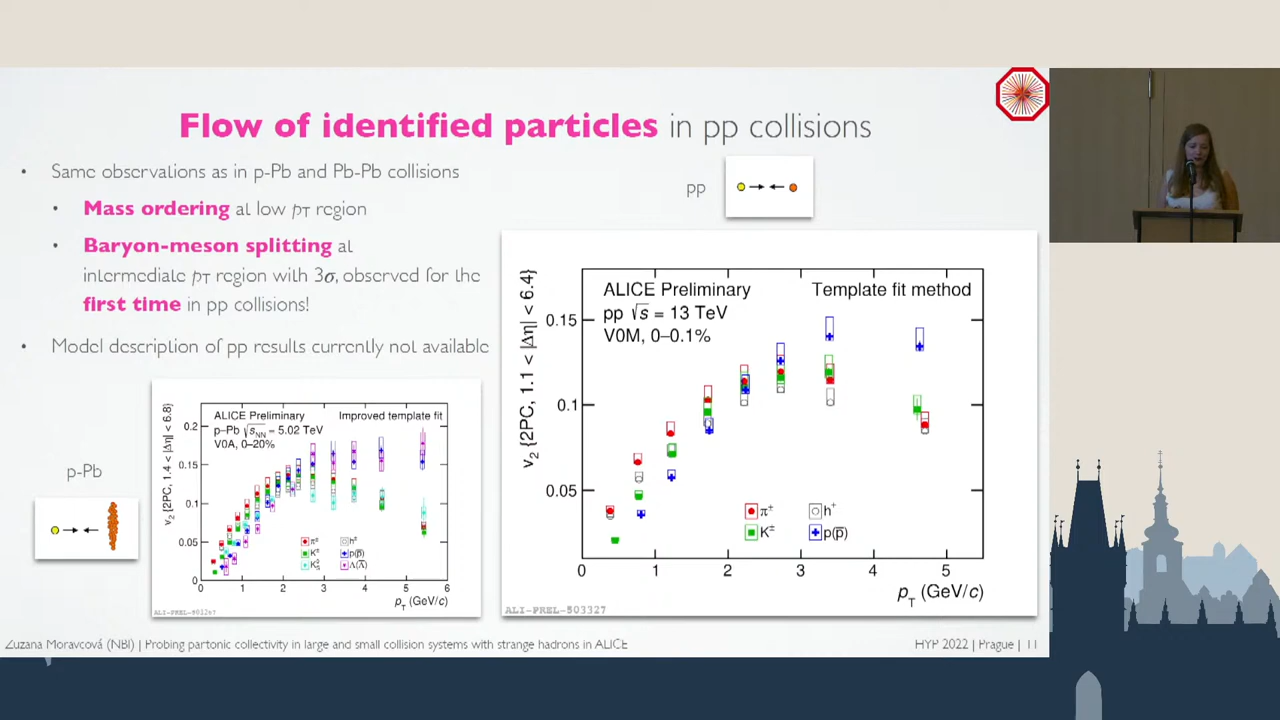 Flow of identified particles in pp collisions
• Same observations as in p-Pb and Pb-Pb collisions
• Mass ordering at low pT region
• Baryon-meson splitting at
intermediate pT region with 3σ, observed for the
first time in pp collisions!
• Model description of pp results currently not available
pp
ALICE Preliminary
Template fit method
pp √s = 13 TeV
V0M, 0–0.1%
v2 {2PC, 1.1 < |Δη| < 6.4}
0.15
0.1
0.05
π±
h±
K±
p(p̅)
0 1 2 3 4 5
pT (GeV/c)
ALI-PREL-503327
p-Pb
ALICE Preliminary
Improved template fit
p–Pb √sNN = 5.02 TeV
V0A, 0–20%
v2 {2PC, 1.4 < |Δη| < 6.8}
0.2
0.15
0.1
0.05
0
π±
h±
K±
p(p̅)
Λ(Λ̅)
0 1 2 3 4 5 6
pT (GeV/c)
Zuzana Moravcová (NBI) | Probing partonic collectivity in large and small collision systems with strange hadrons in ALICE
HYP 2022 | Prague | 11